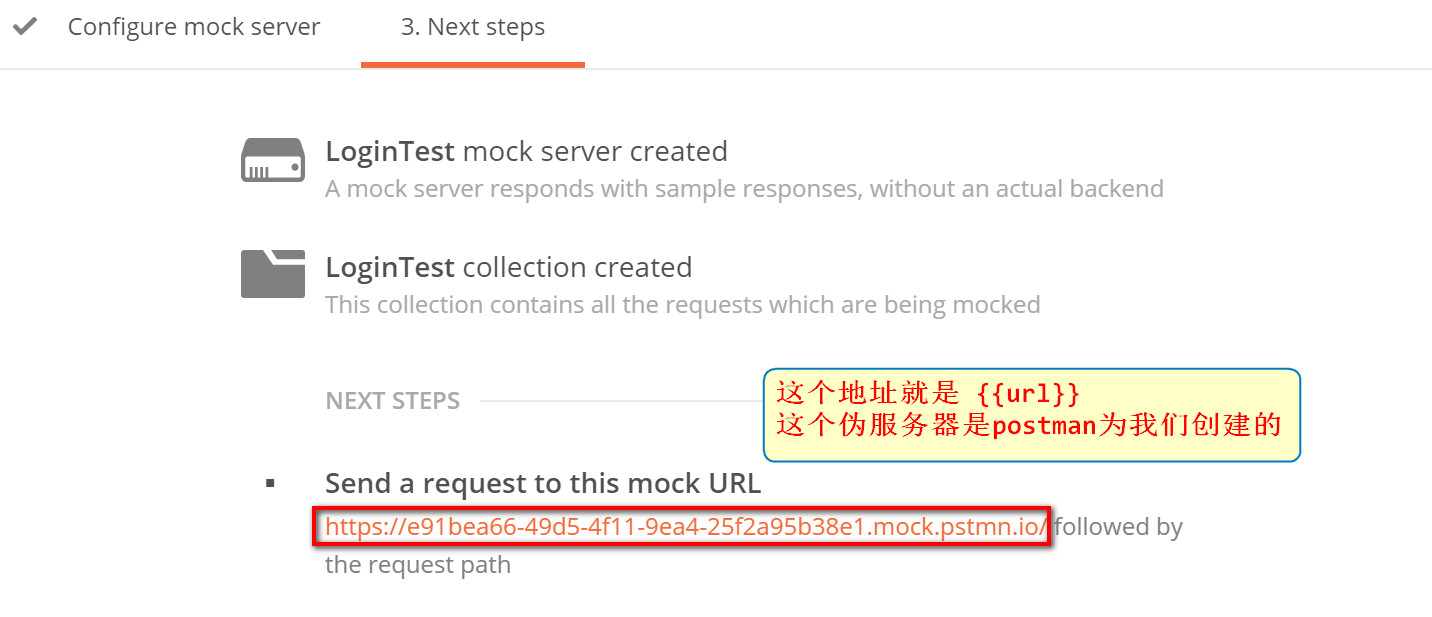 Configure mock server
3. Next steps
LoginTest mock server created
A mock server responds with sample responses, without an actual backend
LoginTest collection created
This collection contains all the requests which are being mocked
NEXT STEPS
这个地址就是 {{url}}
这个伪服务器是postman为我们创建的
Send a request to this mock URL
https://e91bea66-49d5-4f11-9ea4-25f2a95b38e1.mock.pstmn.io/ followed by
the request path